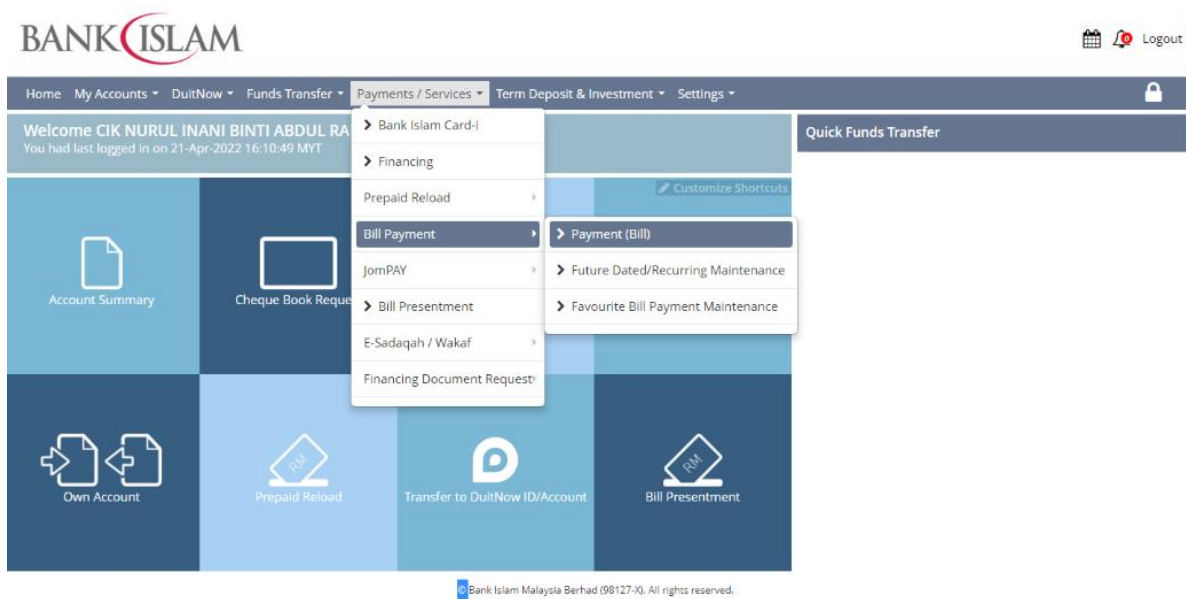 BANK ISLAM
0
Logout
Home My Accounts DuitNow Funds Transfer Payments / Services Term Deposit & Investment Settings
Welcome CIK NURUL INANI BINTI ABDUL RA
You had last logged in on 21-Apr-2022 16:10:49 MYT
Quick Funds Transfer
Customize Shortcuts
Bank Islam Card-i
Financing
Prepaid Reload
Bill Payment
JomPAY
Bill Presentment
E-Sadaqah / Wakaf
Financing Document Request
Payment (Bill)
Future Dated/Recurring Maintenance
Favourite Bill Payment Maintenance
Account Summary
Cheque Book Reque
Own Account
RM
Prepaid Reload
Transfer to DuitNow ID/Account
RM
Bill Presentment
© Bank Islam Malaysia Berhad (98127-X). All rights reserved.